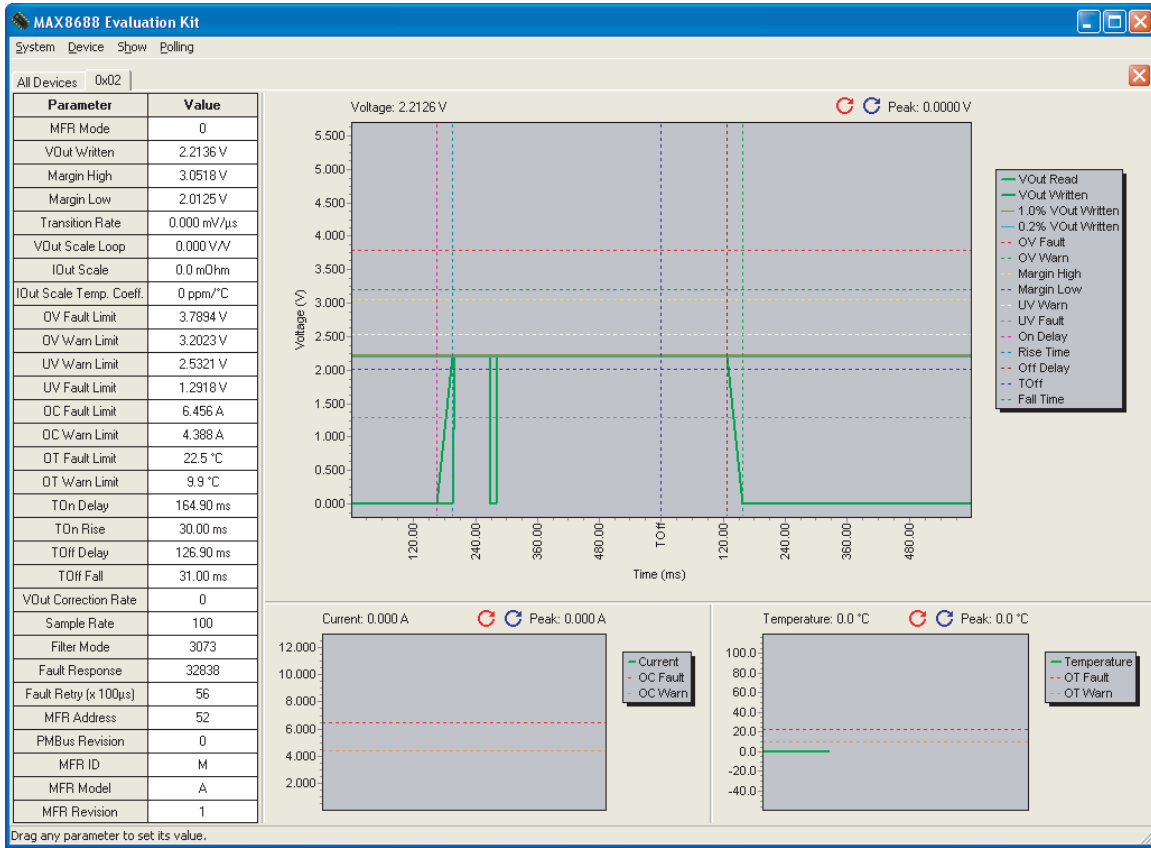 MAX8688 Evaluation Kit
System Device Show Polling
All Devices 0x02
Parameter Value
MFR Mode 0
VOut Written 2.2136 V
Margin High 3.0518 V
Margin Low 2.0125 V
Transition Rate 0.000 mV/µs
VOut Scale Loop 0.000 V/V
IOut Scale 0.0 mOhm
IOut Scale Temp. Coeff. 0 ppm/°C
OV Fault Limit 3.7894 V
OV Warn Limit 3.2023 V
UV Warn Limit 2.5321 V
UV Fault Limit 1.2918 V
OC Fault Limit 6.456 A
OC Warn Limit 4.388 A
OT Fault Limit 22.5 °C
OT Warn Limit 9.9 °C
TOn Delay 164.90 ms
TOn Rise 30.00 ms
TOff Delay 126.90 ms
TOff Fall 31.00 ms
VOut Correction Rate 0
Sample Rate 100
Filter Mode 3073
Fault Response 32838
Fault Retry (x 100µs) 56
MFR Address 52
PMBus Revision 0
MFR ID M
MFR Model A
MFR Revision 1
Voltage: 2.2126 V Peak: 0.0000 V
Voltage (V)
5.500
5.000
4.500
4.000
3.500
3.000
2.500
2.000
1.500
1.000
0.500
0.000
120.00 240.00 360.00 480.00 TOff 120.00 240.00 360.00 480.00
Time (ms)
VOut Read
VOut Written
1.0% VOut Written
0.2% VOut Written
OV Fault
OV Warn
Margin High
Margin Low
UV Warn
UV Fault
On Delay
Rise Time
Off Delay
TOff
Fall Time
Current: 0.000 A Peak: 0.000 A
12.000
10.000
8.000
6.000
4.000
2.000
Current
OC Fault
OC Warn
Temperature: 0.0 °C Peak: 0.0 °C
100.0
80.0
60.0
40.0
20.0
0.0
-20.0
-40.0
Temperature
OT Fault
OT Warn
Drag any parameter to set its value.